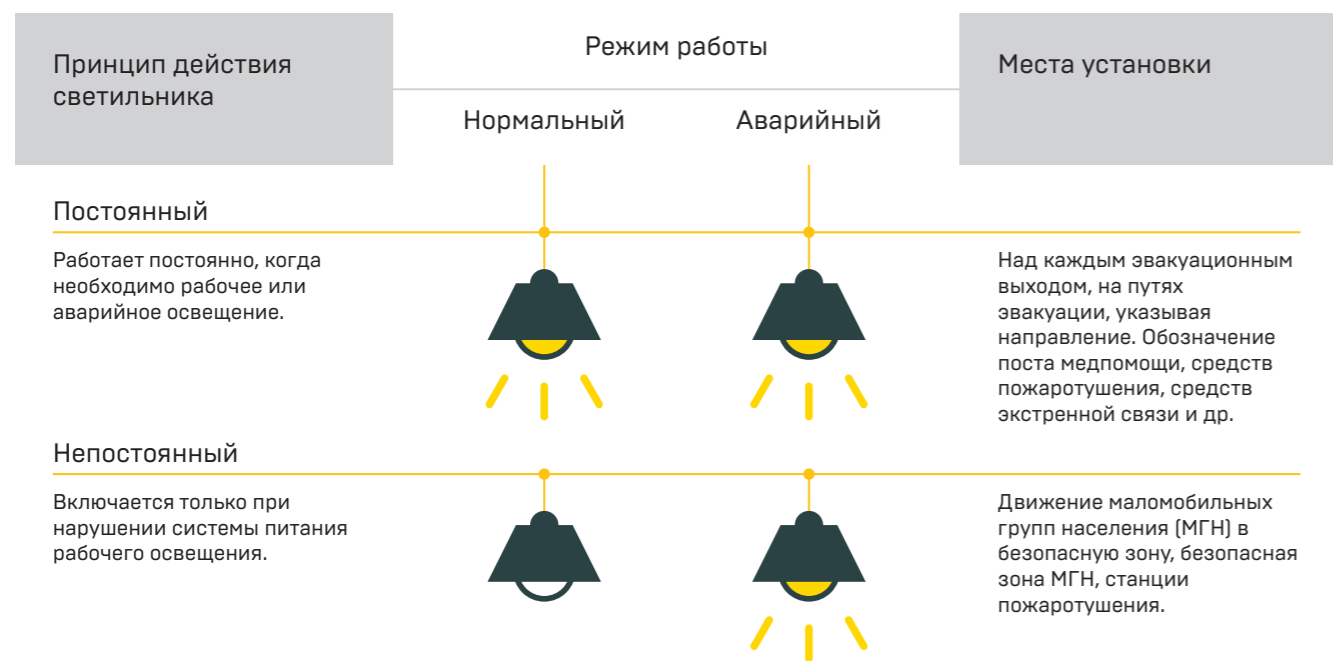 Принцип действия
светильника
Режим работы
Нормальный
Аварийный
Места установки
Постоянный
Работает постоянно, когда
необходимо рабочее или
аварийное освещение.
Над каждым эвакуационным
выходом, на путях
эвакуации, указывая
направление. Обозначение
поста медпомощи, средств
пожаротушения, средств
экстренной связи и др.
Непостоянный
Включается только при
нарушении системы питания
рабочего освещения.
Движение маломобильных
групп населения (МГН) в
безопасную зону, безопасная
зона МГН, станции
пожаротушения.